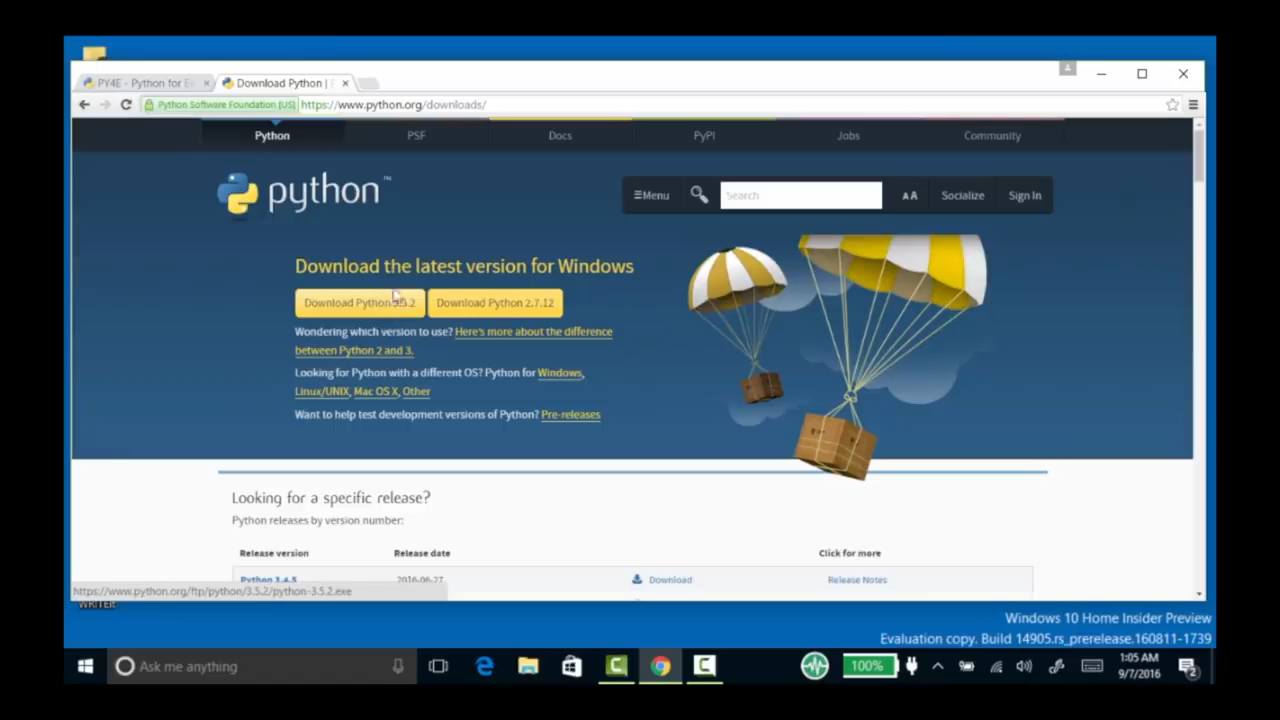 PY4E - Python for E
Download Python |
Python Software Foundation [US] https://www.python.org/downloads/
Python PSF Docs PyPI Jobs Community
python™
≡Menu Search AA Socialize Sign In
Download the latest version for Windows
Download Python 3.5.2 Download Python 2.7.12
Wondering which version to use? Here's more about the difference
between Python 2 and 3.
Looking for Python with a different OS? Python for Windows,
Linux/UNIX, Mac OS X, Other
Want to help test development versions of Python? Pre-releases
Looking for a specific release?
Python releases by version number:
Release version Release date Click for more
Python 3.4.5 2016-06-27 Download Release Notes
https://www.python.org/ftp/python/3.5.2/python-3.5.2.exe
WRITER
Windows 10 Home Insider Preview
Evaluation copy. Build 14905.rs_prerelease.160811-1739
Ask me anything
100%
1:05 AM
9/7/2016
2